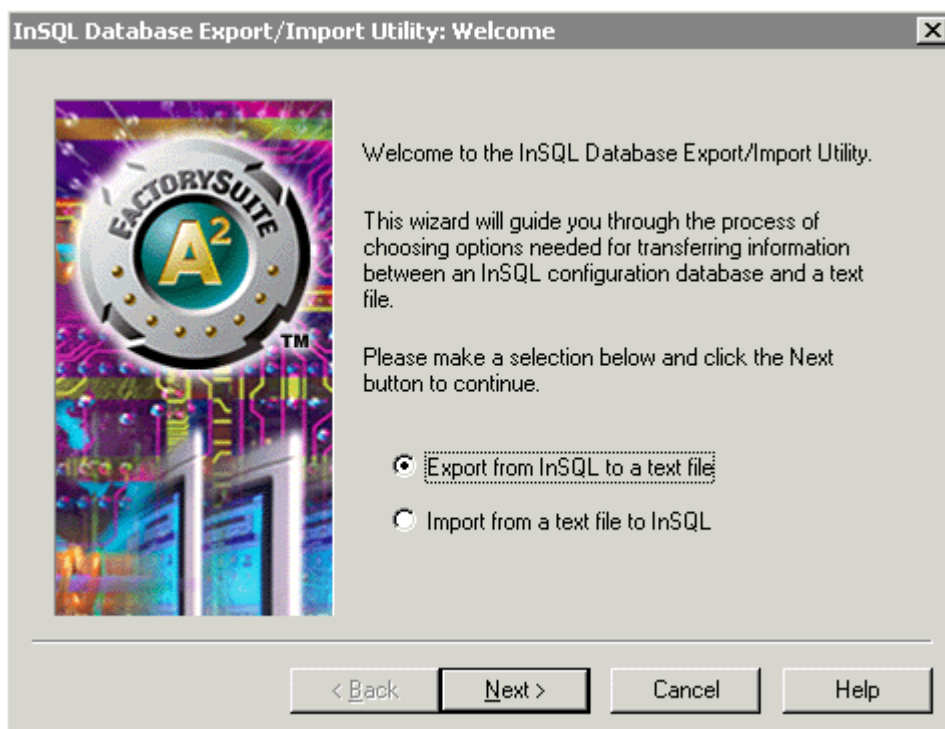 InSQL Database Export/Import Utility: Welcome
FACTORYSUITE
A2
TM
Welcome to the InSQL Database Export/Import Utility.
This wizard will guide you through the process of
choosing options needed for transferring information
between an InSQL configuration database and a text
file.
Please make a selection below and click the Next
button to continue.
Export from InSQL to a text file
Import from a text file to InSQL
< Back
Next >
Cancel
Help